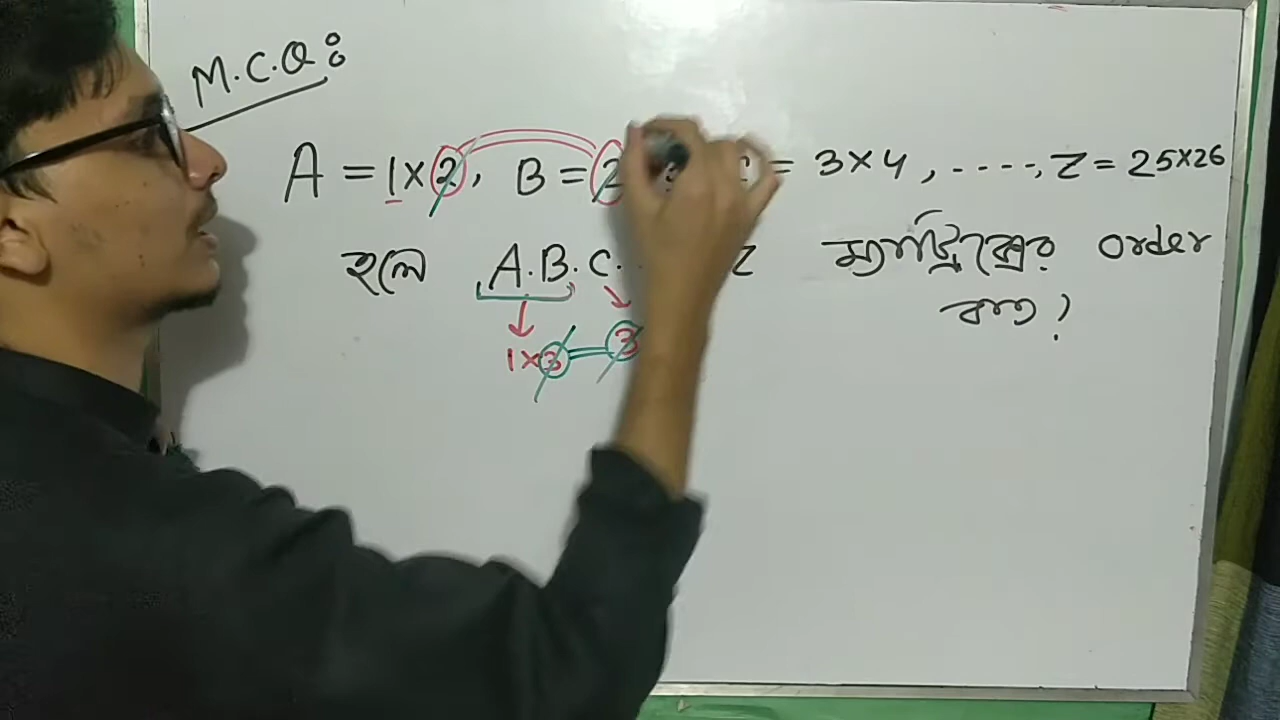 M.C.Q:
A = 1×2, B = 2 = 3×4, ----, Z = 25×26
হলে A.B.C. Z ম্যাট্রিক্সের order
কত?
1×3 = 3